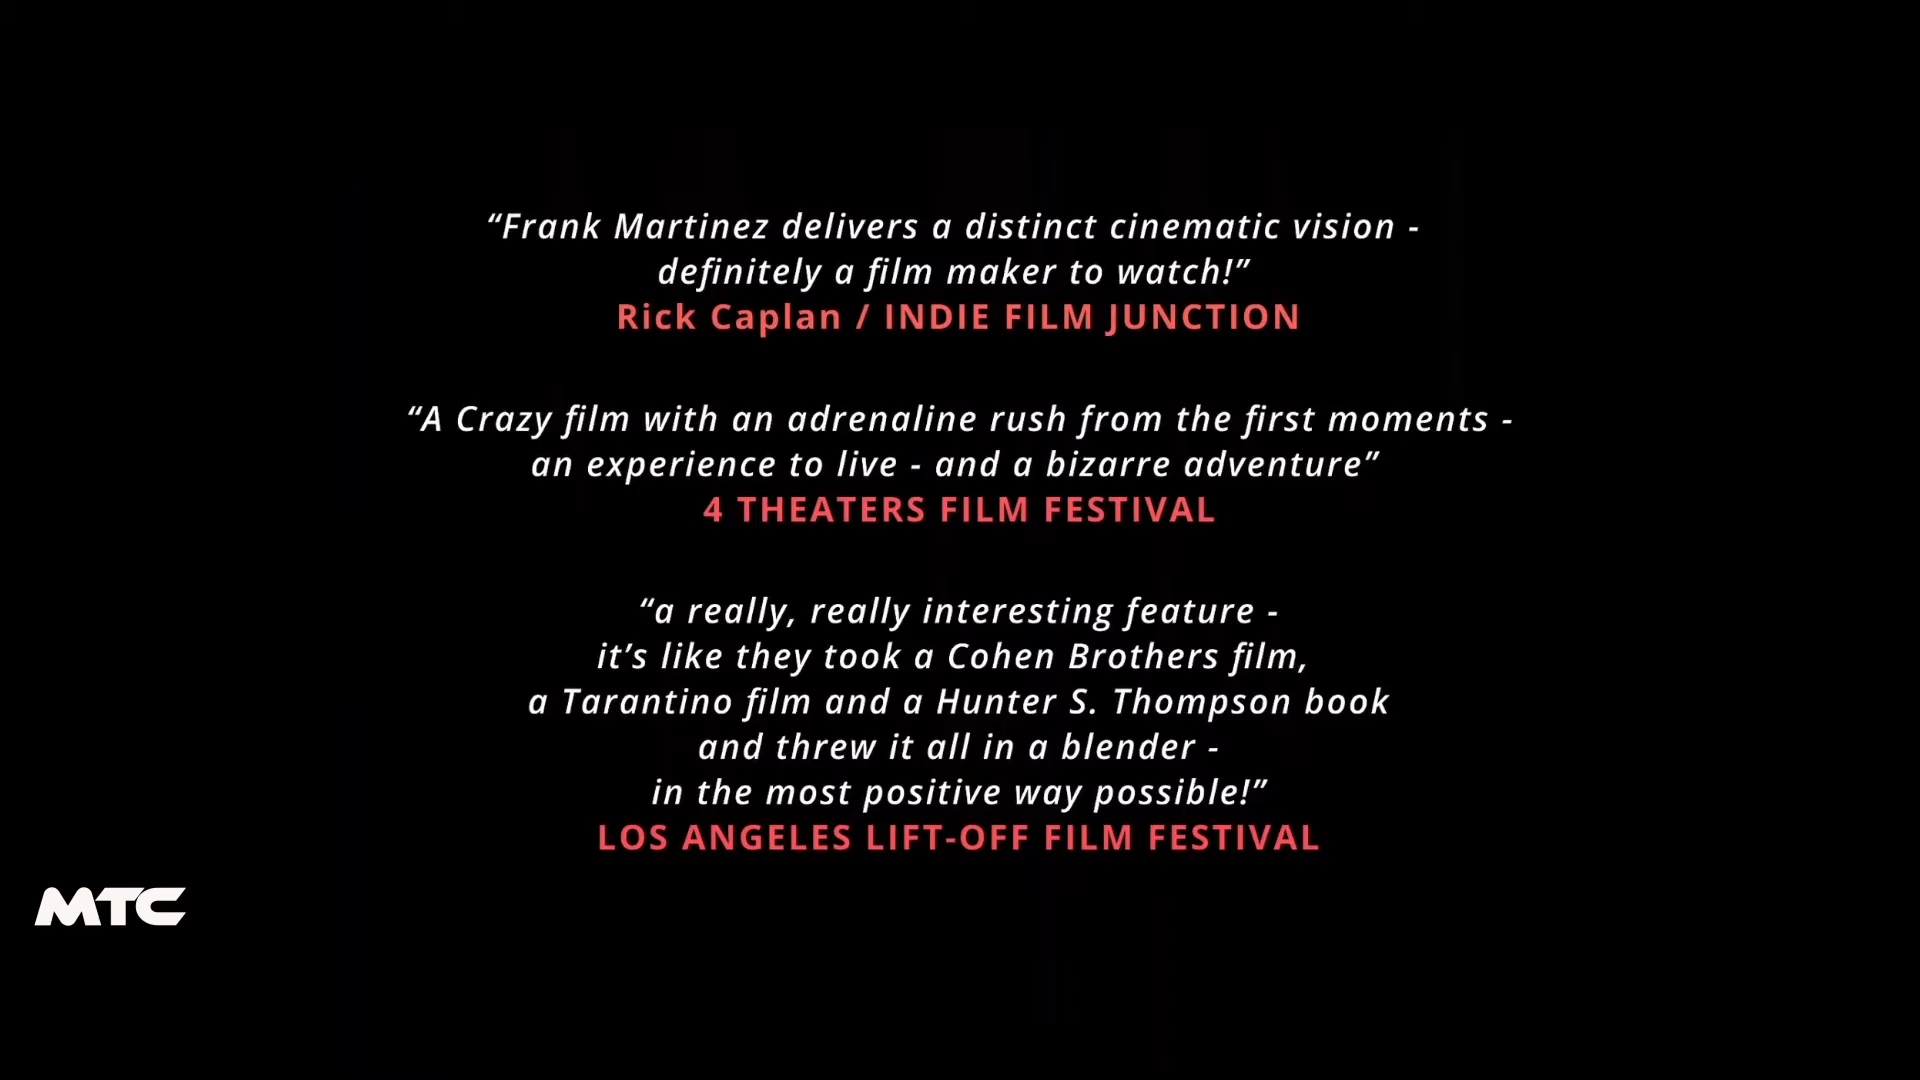 “Frank Martinez delivers a distinct cinematic vision -
definitely a film maker to watch!”
Rick Caplan / INDIE FILM JUNCTION
“A Crazy film with an adrenaline rush from the first moments -
an experience to live - and a bizarre adventure”
4 THEATERS FILM FESTIVAL
“a really, really interesting feature -
it’s like they took a Cohen Brothers film,
a Tarantino film and a Hunter S. Thompson book
and threw it all in a blender -
in the most positive way possible!”
LOS ANGELES LIFT-OFF FILM FESTIVAL
MTC